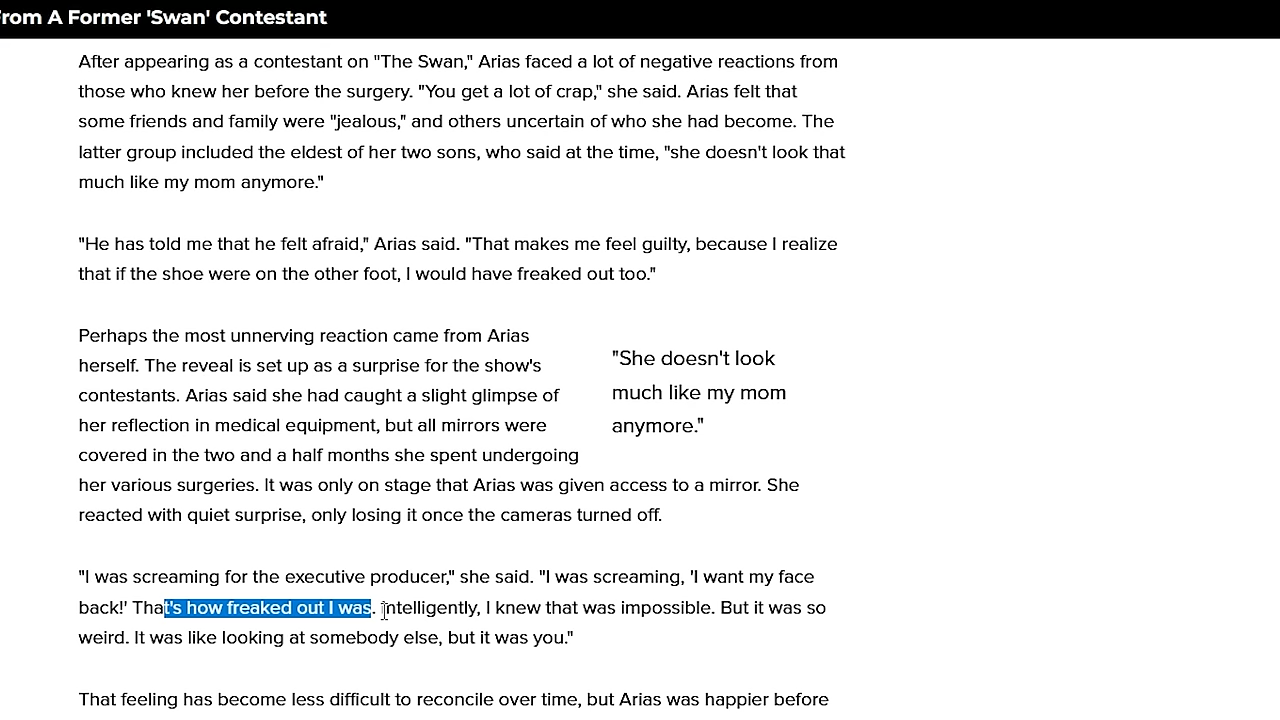 From A Former 'Swan' Contestant
After appearing as a contestant on "The Swan," Arias faced a lot of negative reactions from
those who knew her before the surgery. "You get a lot of crap," she said. Arias felt that
some friends and family were "jealous," and others uncertain of who she had become. The
latter group included the eldest of her two sons, who said at the time, "she doesn't look that
much like my mom anymore."
"He has told me that he felt afraid," Arias said. "That makes me feel guilty, because I realize
that if the shoe were on the other foot, I would have freaked out too."
Perhaps the most unnerving reaction came from Arias
herself. The reveal is set up as a surprise for the show's
contestants. Arias said she had caught a slight glimpse of
her reflection in medical equipment, but all mirrors were
covered in the two and a half months she spent undergoing
her various surgeries. It was only on stage that Arias was given access to a mirror. She
reacted with quiet surprise, only losing it once the cameras turned off.
"She doesn't look
much like my mom
anymore."
"I was screaming for the executive producer," she said. "I was screaming, 'I want my face
back!' That's how freaked out I was. Intelligently, I knew that was impossible. But it was so
weird. It was like looking at somebody else, but it was you."
That feeling has become less difficult to reconcile over time, but Arias was happier before